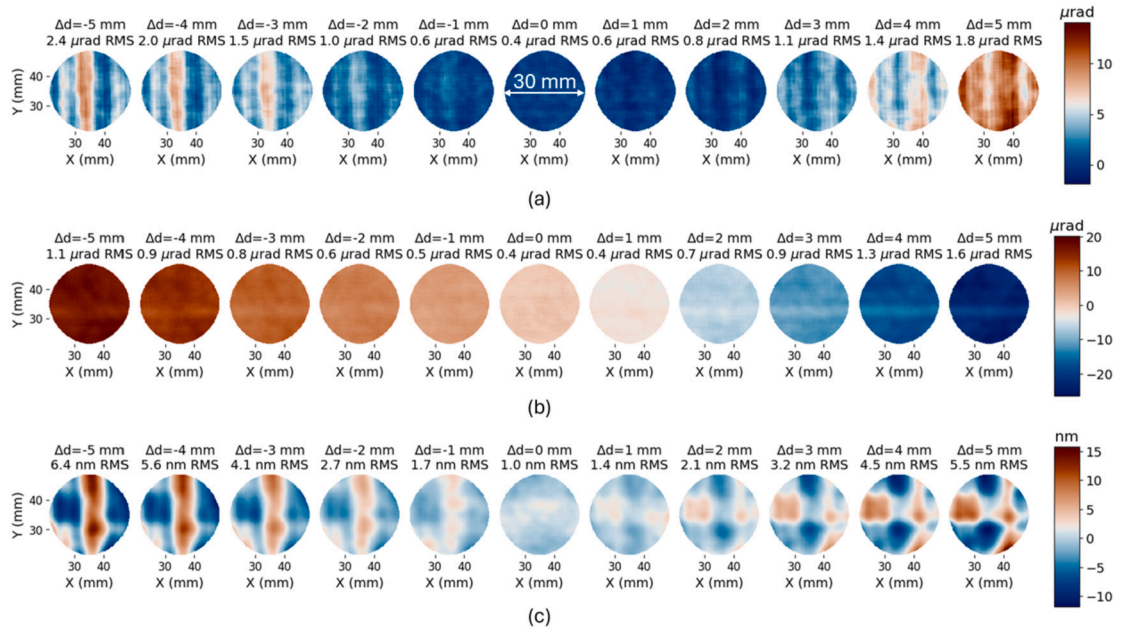 Δd=-5 mm Δd=-4 mm Δd=-3 mm Δd=-2 mm Δd=-1 mm Δd=0 mm Δd=1 mm Δd=2 mm Δd=3 mm Δd=4 mm Δd=5 mm μrad
2.4 μrad RMS 2.0 μrad RMS 1.5 μrad RMS 1.0 μrad RMS 0.6 μrad RMS 0.4 μrad RMS 0.6 μrad RMS 0.8 μrad RMS 1.1 μrad RMS 1.4 μrad RMS 1.8 μrad RMS
Y (mm)
40
30
30 mm
10
5
0
30 40 30 40 30 40 30 40 30 40 30 40 30 40 30 40 30 40 30 40 30 40
X (mm) X (mm) X (mm) X (mm) X (mm) X (mm) X (mm) X (mm) X (mm) X (mm) X (mm)
(a)
Δd=-5 mm Δd=-4 mm Δd=-3 mm Δd=-2 mm Δd=-1 mm Δd=0 mm Δd=1 mm Δd=2 mm Δd=3 mm Δd=4 mm Δd=5 mm μrad
1.1 μrad RMS 0.9 μrad RMS 0.8 μrad RMS 0.6 μrad RMS 0.5 μrad RMS 0.4 μrad RMS 0.4 μrad RMS 0.7 μrad RMS 0.9 μrad RMS 1.3 μrad RMS 1.6 μrad RMS
Y (mm)
40
30
20
10
0
−10
−20
30 40 30 40 30 40 30 40 30 40 30 40 30 40 30 40 30 40 30 40 30 40
X (mm) X (mm) X (mm) X (mm) X (mm) X (mm) X (mm) X (mm) X (mm) X (mm) X (mm)
(b)
Δd=-5 mm Δd=-4 mm Δd=-3 mm Δd=-2 mm Δd=-1 mm Δd=0 mm Δd=1 mm Δd=2 mm Δd=3 mm Δd=4 mm Δd=5 mm nm
6.4 nm RMS 5.6 nm RMS 4.1 nm RMS 2.7 nm RMS 1.7 nm RMS 1.0 nm RMS 1.4 nm RMS 2.1 nm RMS 3.2 nm RMS 4.5 nm RMS 5.5 nm RMS
Y (mm)
40
30
15
10
5
0
−5
−10
30 40 30 40 30 40 30 40 30 40 30 40 30 40 30 40 30 40 30 40 30 40
X (mm) X (mm) X (mm) X (mm) X (mm) X (mm) X (mm) X (mm) X (mm) X (mm) X (mm)
(c)